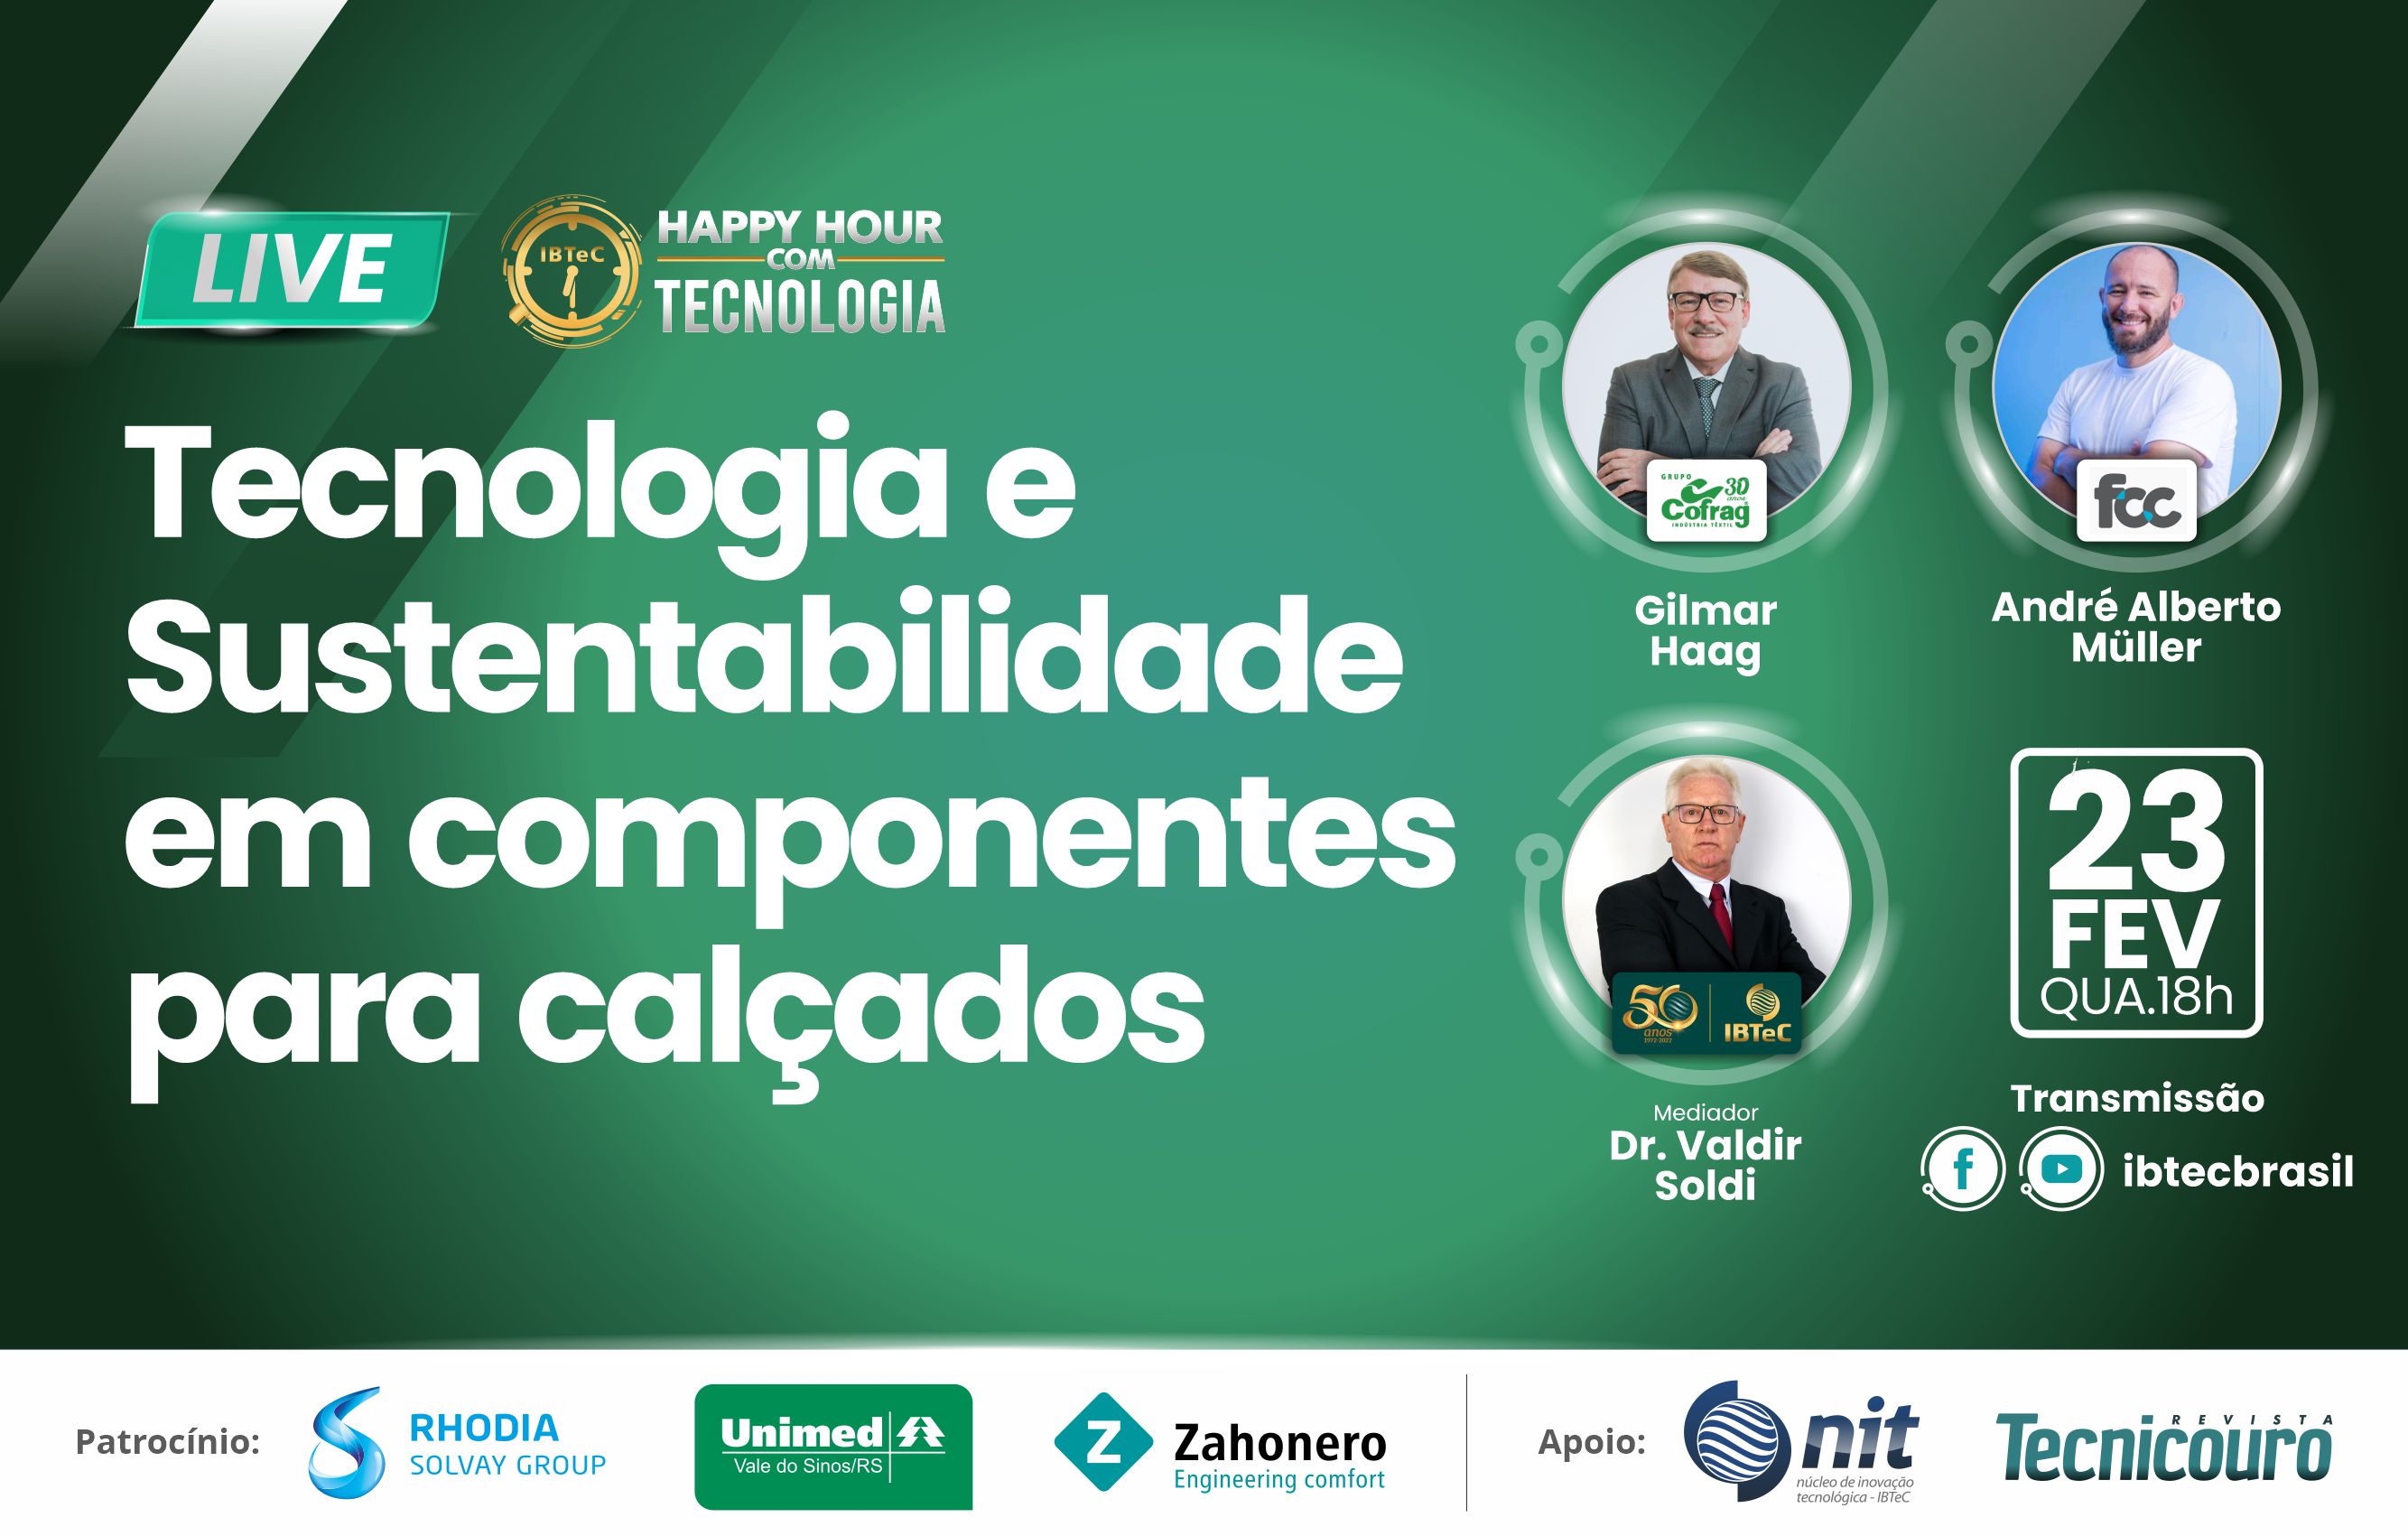 LIVE
IBTeC
HAPPY HOUR
COM
TECNOLOGIA
Tecnologia e
Sustentabilidade
em componentes
para calçados
GRUPO
30
anos
Cofrag
INDÚSTRIA TÊXTIL
Gilmar
Haag
fcc
André Alberto
Müller
50
anos
1972-2022
IBTeC
Mediador
Dr. Valdir
Soldi
23
FEV
QUA.18h
Transmissão
ibtecbrasil
Patrocínio:
RHODIA
SOLVAY GROUP
Unimed
Vale do Sinos/RS
Z
Zahonero
Engineering comfort
Apoio:
nit
núcleo de inovação
tecnológica - IBTeC
REVISTA
Tecnicouro